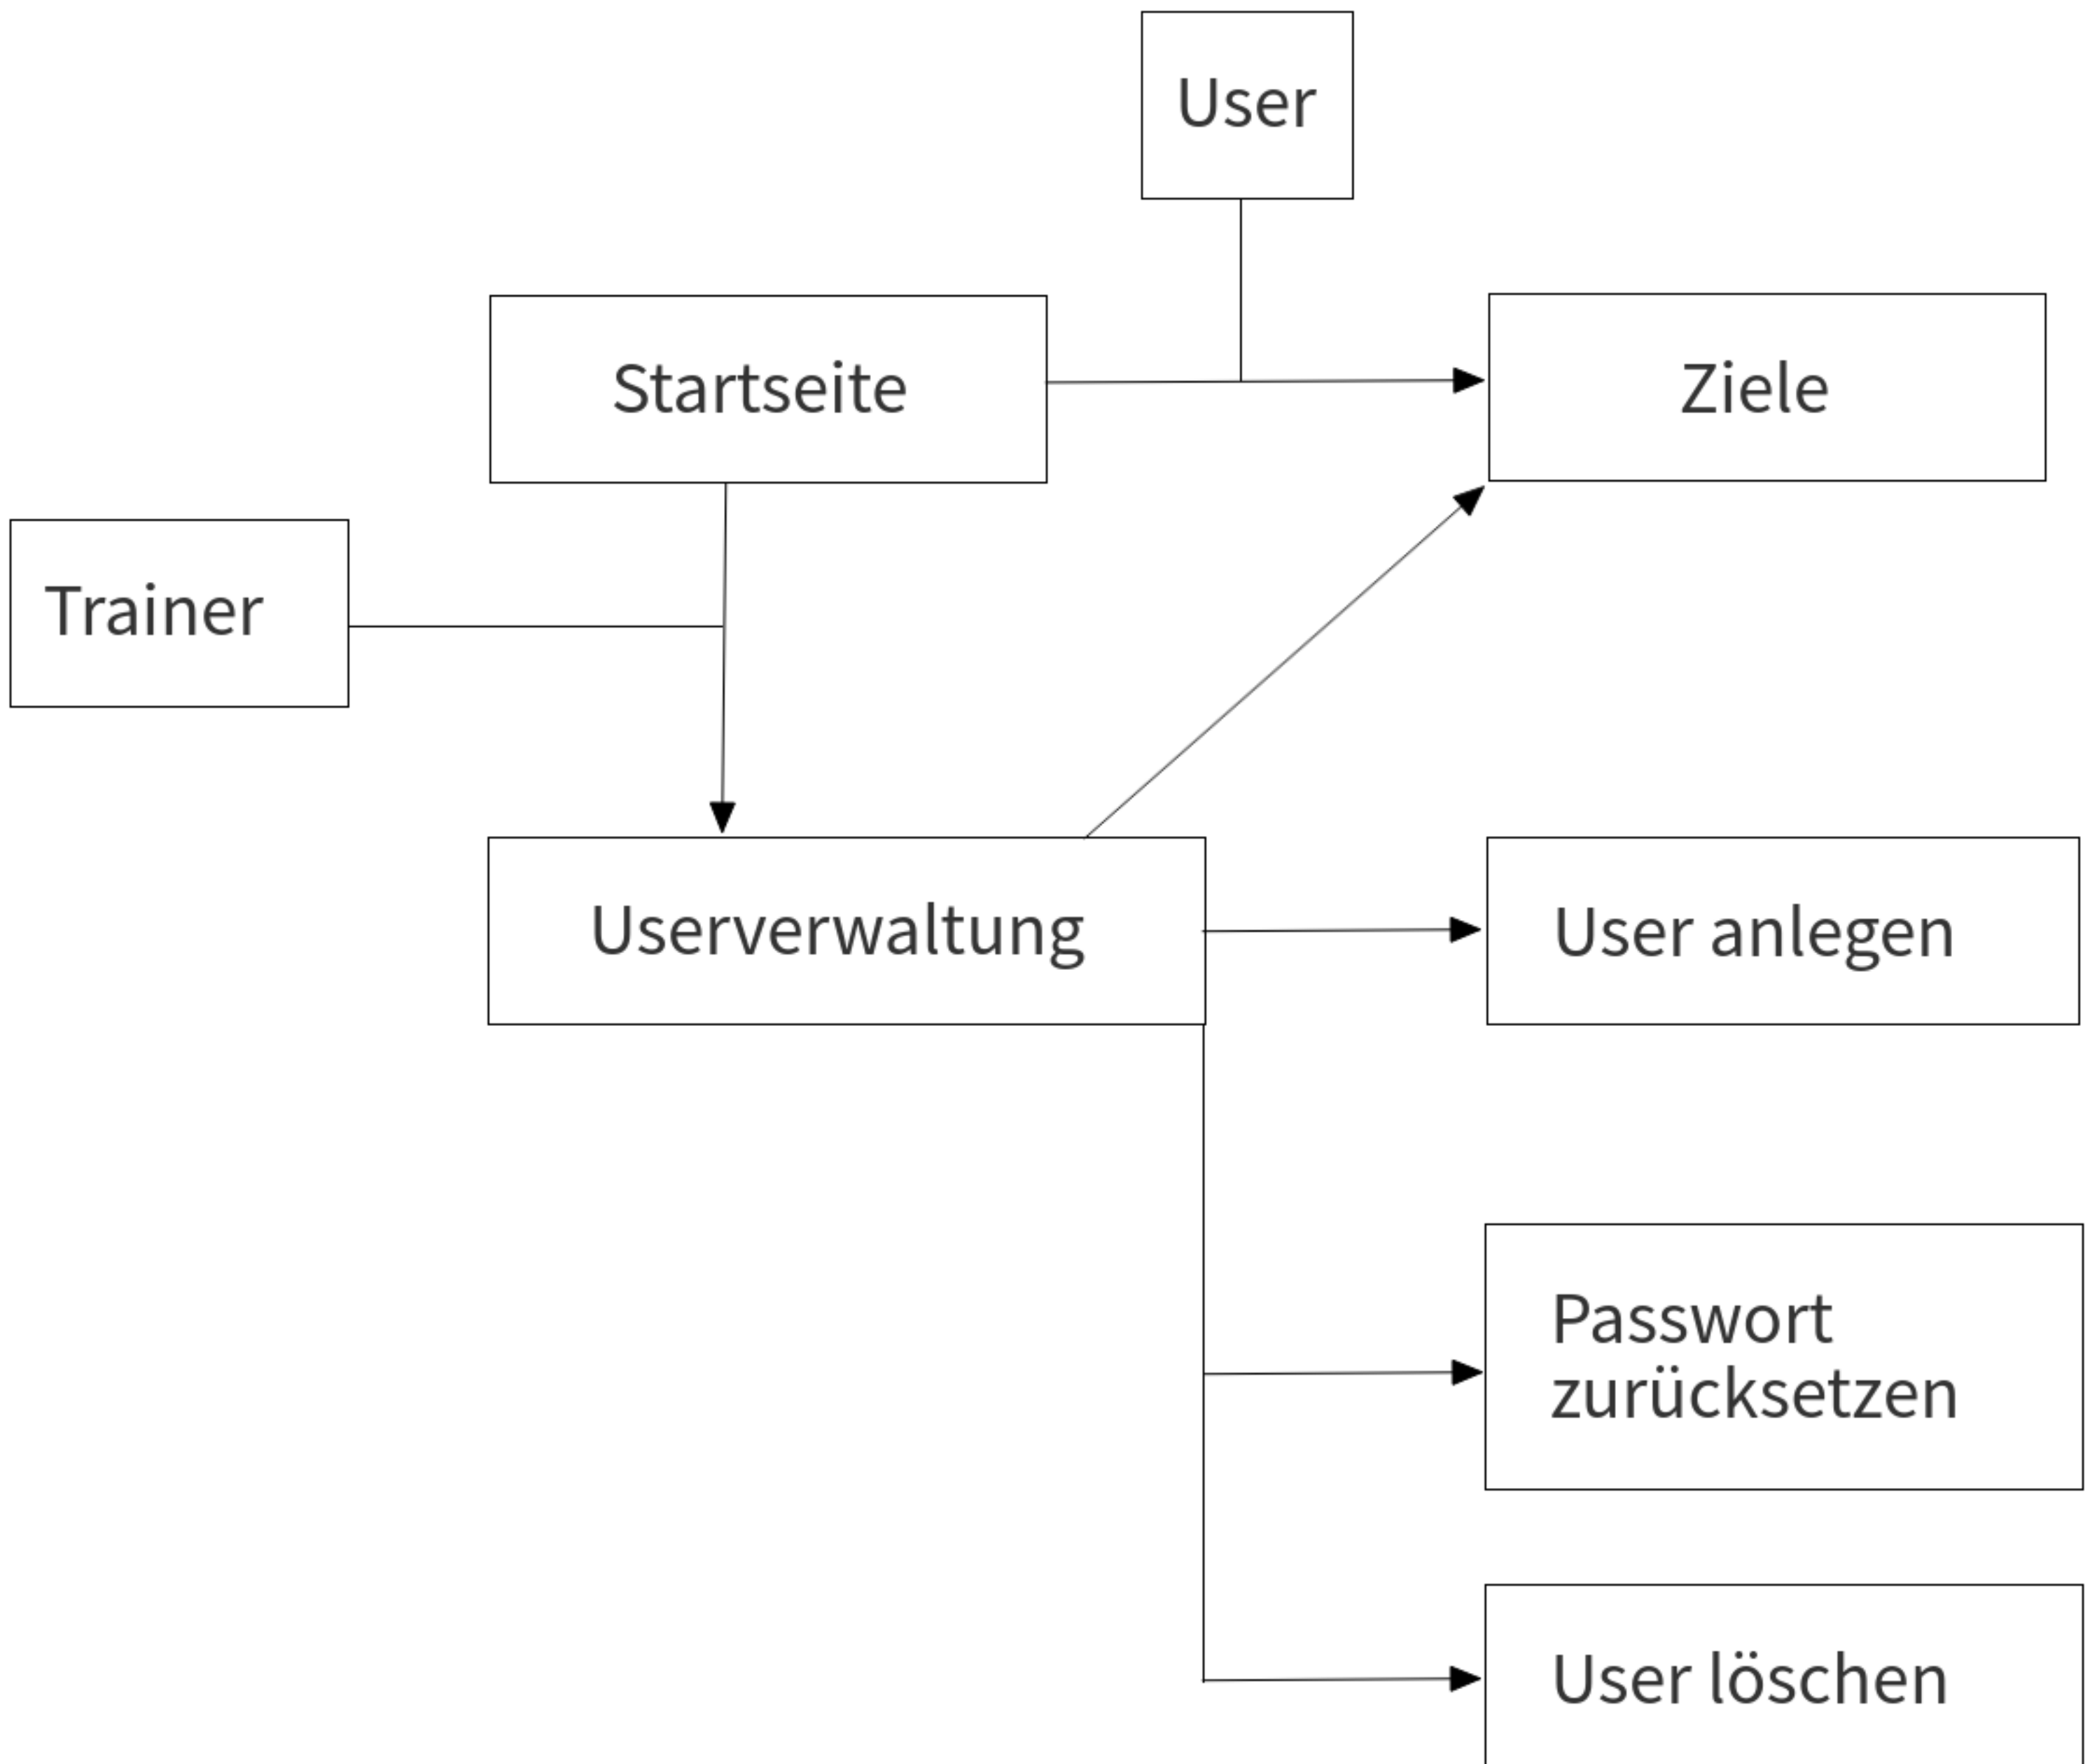 User
Startseite
Ziele
Trainer
Userverwaltung
User anlegen
Passwort
zurücksetzen
User löschen